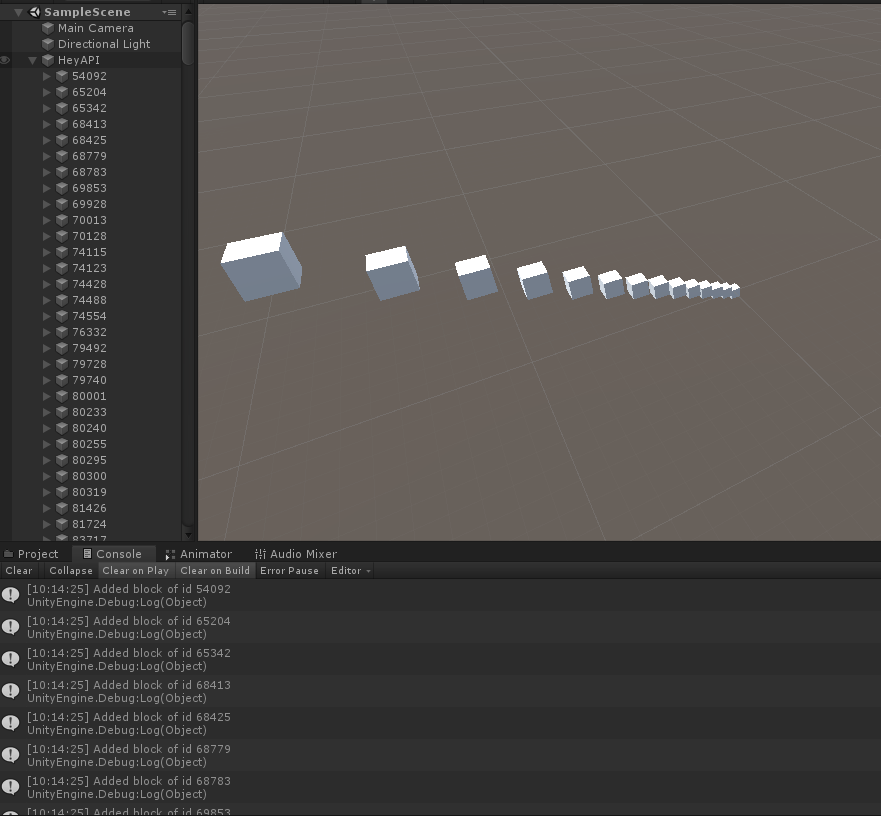 SampleScene
Main Camera
Directional Light
HeyAPI
54092
65204
65342
68413
68425
68779
68783
69853
69928
70013
70128
74115
74123
74428
74488
74554
76332
79492
79728
79740
80001
80233
80240
80255
80295
80300
80319
81426
81724
83717
Project Console Animator Audio Mixer
Clear Collapse Clear on Play Clear on Build Error Pause Editor
[10:14:25] Added block of id 54092
UnityEngine.Debug:Log(Object)
[10:14:25] Added block of id 65204
UnityEngine.Debug:Log(Object)
[10:14:25] Added block of id 65342
UnityEngine.Debug:Log(Object)
[10:14:25] Added block of id 68413
UnityEngine.Debug:Log(Object)
[10:14:25] Added block of id 68425
UnityEngine.Debug:Log(Object)
[10:14:25] Added block of id 68779
UnityEngine.Debug:Log(Object)
[10:14:25] Added block of id 68783
UnityEngine.Debug:Log(Object)
[10:14:25] Added block of id 69853